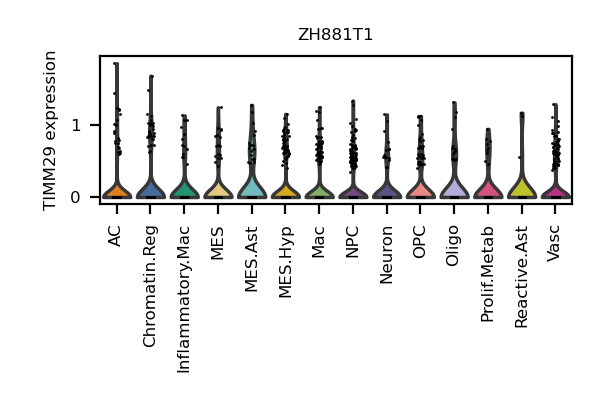 ZH881T1
TIMM29 expression
1
0
AC
Chromatin.Reg
Inflammatory.Mac
MES
MES.Ast
MES.Hyp
Mac
NPC
Neuron
OPC
Oligo
Prolif.Metab
Reactive.Ast
Vasc